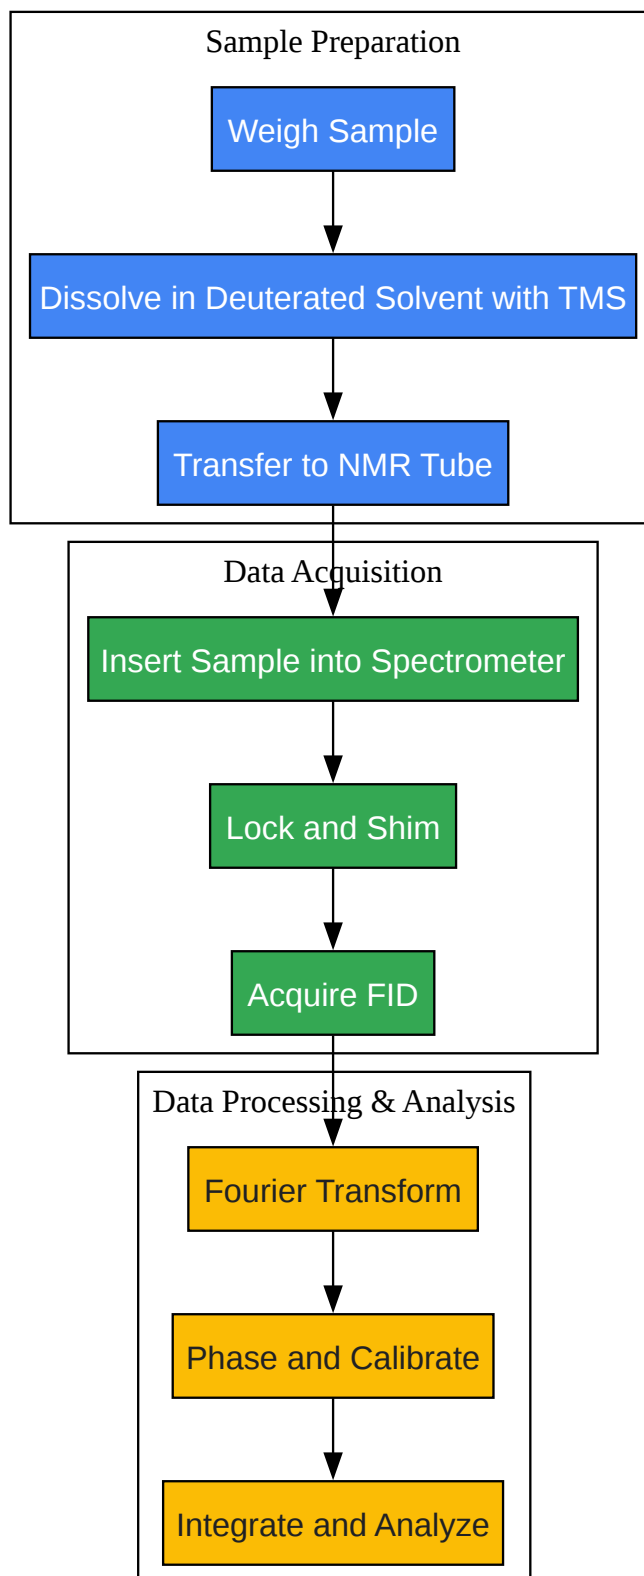 Sample Preparation
Weigh Sample
Dissolve in Deuterated Solvent with TMS
Transfer to NMR Tube
Data Acquisition
Insert Sample into Spectrometer
Lock and Shim
Acquire FID
Data Processing & Analysis
Fourier Transform
Phase and Calibrate
Integrate and Analyze